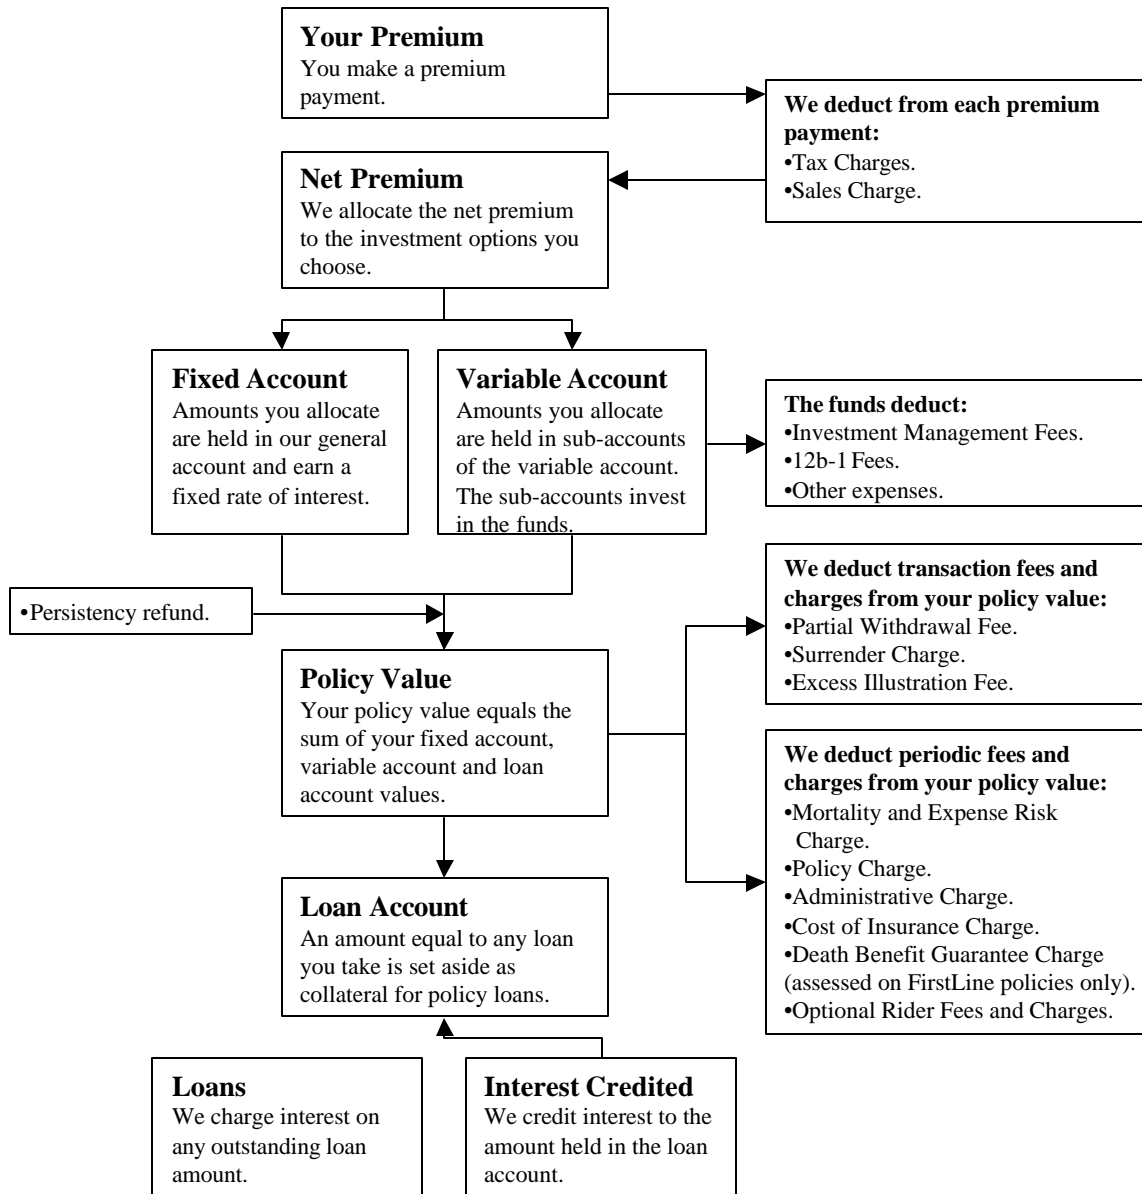 Your Premium
You make a premium
payment.
We deduct from each premium
payment:
•Tax Charges.
•Sales Charge.
Net Premium
We allocate the net premium
to the investment options you
choose.
Fixed Account
Amounts you allocate
are held in our general
account and earn a
fixed rate of interest.
Variable Account
Amounts you allocate
are held in sub-accounts
of the variable account.
The sub-accounts invest
in the funds.
The funds deduct:
•Investment Management Fees.
•12b-1 Fees.
•Other expenses.
We deduct transaction fees and
charges from your policy value:
•Partial Withdrawal Fee.
•Surrender Charge.
•Excess Illustration Fee.
•Persistency refund.
Policy Value
Your policy value equals the
sum of your fixed account,
variable account and loan
account values.
We deduct periodic fees and
charges from your policy value:
•Mortality and Expense Risk
Charge.
•Policy Charge.
•Administrative Charge.
•Cost of Insurance Charge.
•Death Benefit Guarantee Charge
(assessed on FirstLine policies only).
•Optional Rider Fees and Charges.
Loan Account
An amount equal to any loan
you take is set aside as
collateral for policy loans.
Loans
We charge interest on
any outstanding loan
amount.
Interest Credited
We credit interest to the
amount held in the loan
account.